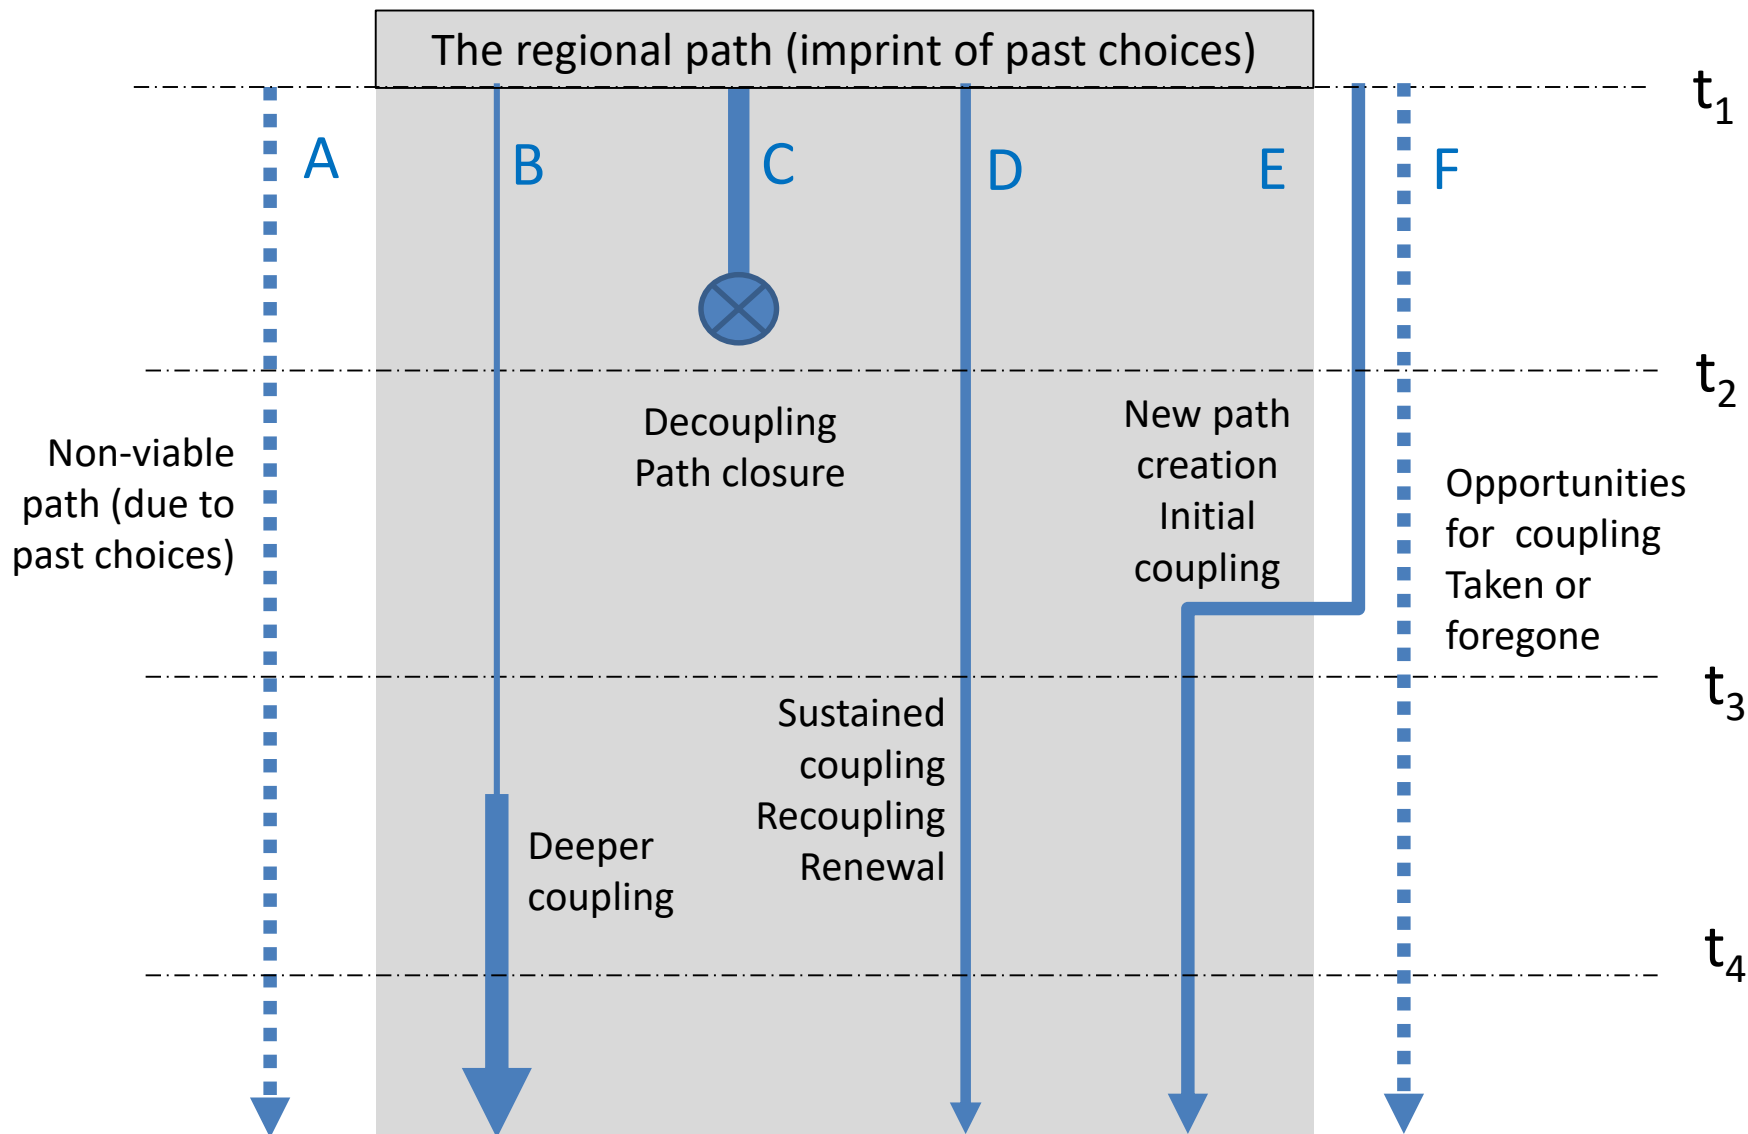 The regional path (imprint of past choices)
t1
A
B
C
D
E
F
t2
Non-viable
path (due to
past choices)
Decoupling
Path closure
New path
creation
Initial
coupling
Opportunities
for coupling
Taken or
foregone
t3
Sustained
coupling
Recoupling
Renewal
Deeper
coupling
t4